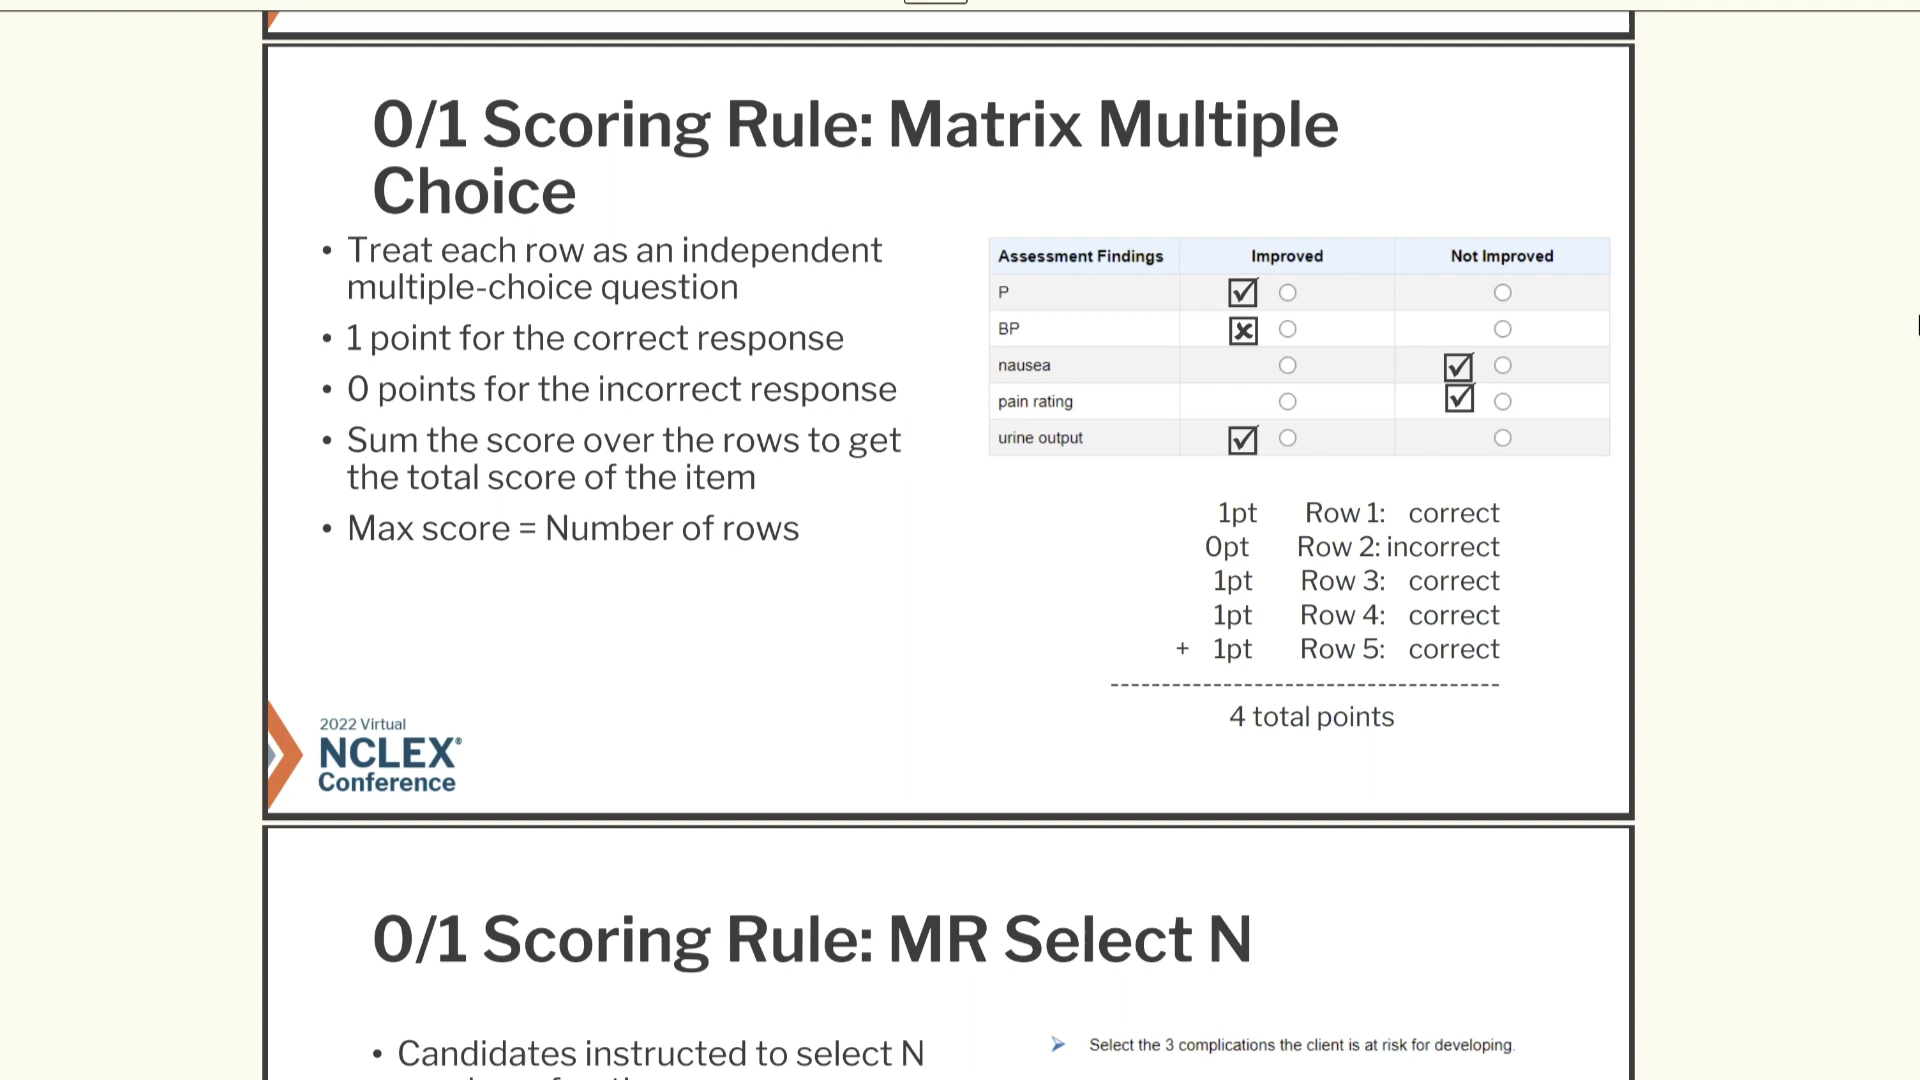 0/1 Scoring Rule: Matrix Multiple
Choice
• Treat each row as an independent
multiple-choice question
• 1 point for the correct response
• 0 points for the incorrect response
• Sum the score over the rows to get
the total score of the item
• Max score = Number of rows
Assessment Findings Improved Not Improved
P
BP
nausea
pain rating
urine output
1pt Row 1: correct
0pt Row 2: incorrect
1pt Row 3: correct
1pt Row 4: correct
+ 1pt Row 5: correct
4 total points
2022 Virtual
NCLEX®
Conference
0/1 Scoring Rule: MR Select N
• Candidates instructed to select N
Select the 3 complications the client is at risk for developing.